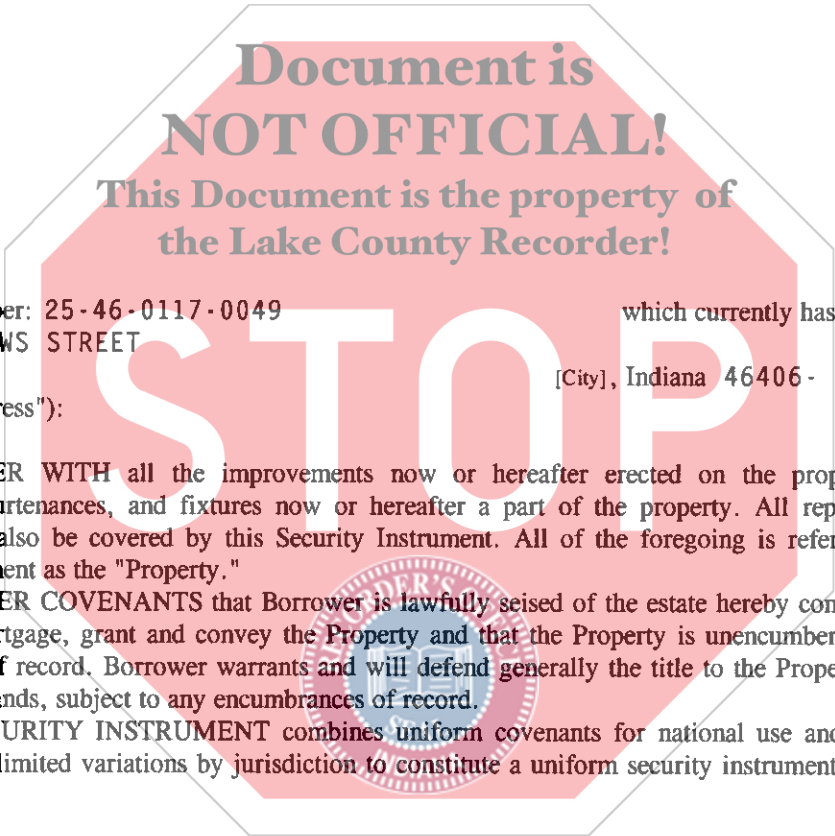 Document is
NOT OFFICIAL!
This Document is the property of
the Lake County Recorder!
STOP
er: 25-46-0117-0049 which currently has
WS STREET
[City], Indiana 46406-
ess"):
ER WITH all the improvements now or hereafter erected on the prop
urtenances, and fixtures now or hereafter a part of the property. All rep
also be covered by this Security Instrument. All of the foregoing is refer
ent as the "Property."
ER COVENANTS that Borrower is lawfully seised of the estate hereby con
rtgage, grant and convey the Property and that the Property is unencumber
f record. Borrower warrants and will defend generally the title to the Prope
nds, subject to any encumbrances of record.
URITY INSTRUMENT combines uniform covenants for national use and
limited variations by jurisdiction to constitute a uniform security instrument
RECORDER'S
SEAL